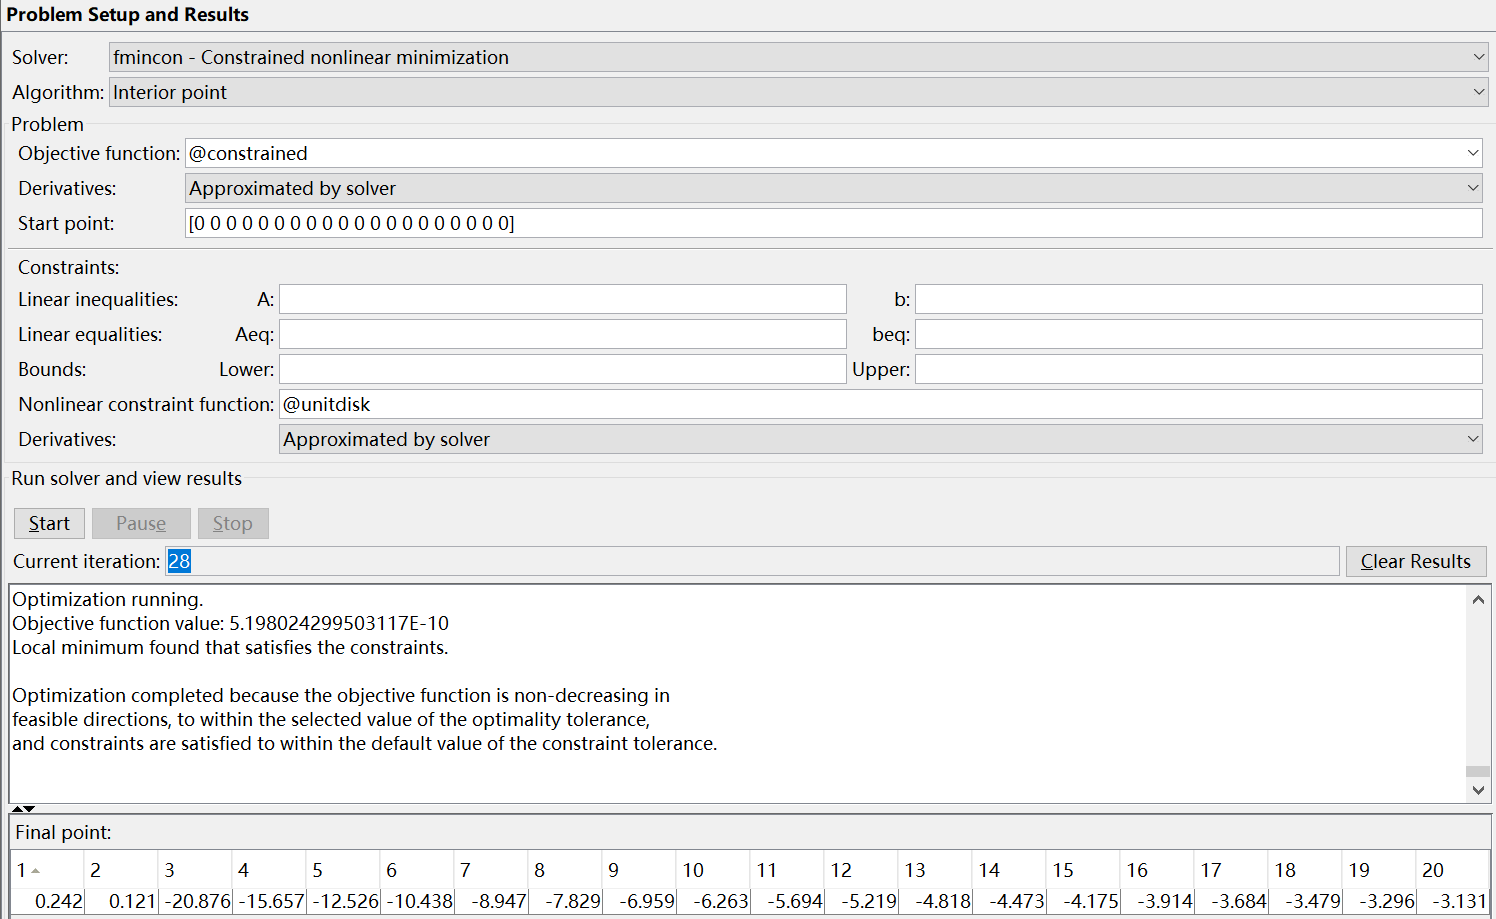 Problem Setup and Results
Solver: fmincon - Constrained nonlinear minimization
Algorithm: Interior point
Problem
Objective function: @constrained
Derivatives: Approximated by solver
Start point: [0 0 0 0 0 0 0 0 0 0 0 0 0 0 0 0 0 0 0 0]
Constraints:
Linear inequalities: A: b:
Linear equalities: Aeq: beq:
Bounds: Lower: Upper:
Nonlinear constraint function: @unitdisk
Derivatives: Approximated by solver
Run solver and view results
Start Pause Stop
Current iteration: 28 Clear Results
Optimization running.
Objective function value: 5.198024299503117E-10
Local minimum found that satisfies the constraints.
Optimization completed because the objective function is non-decreasing in
feasible directions, to within the selected value of the optimality tolerance,
and constraints are satisfied to within the default value of the constraint tolerance.
Final point:
1 2 3 4 5 6 7 8 9 10 11 12 13 14 15 16 17 18 19 20
0.242 0.121 -20.876 -15.657 -12.526 -10.438 -8.947 -7.829 -6.959 -6.263 -5.694 -5.219 -4.818 -4.473 -4.175 -3.914 -3.684 -3.479 -3.296 -3.131